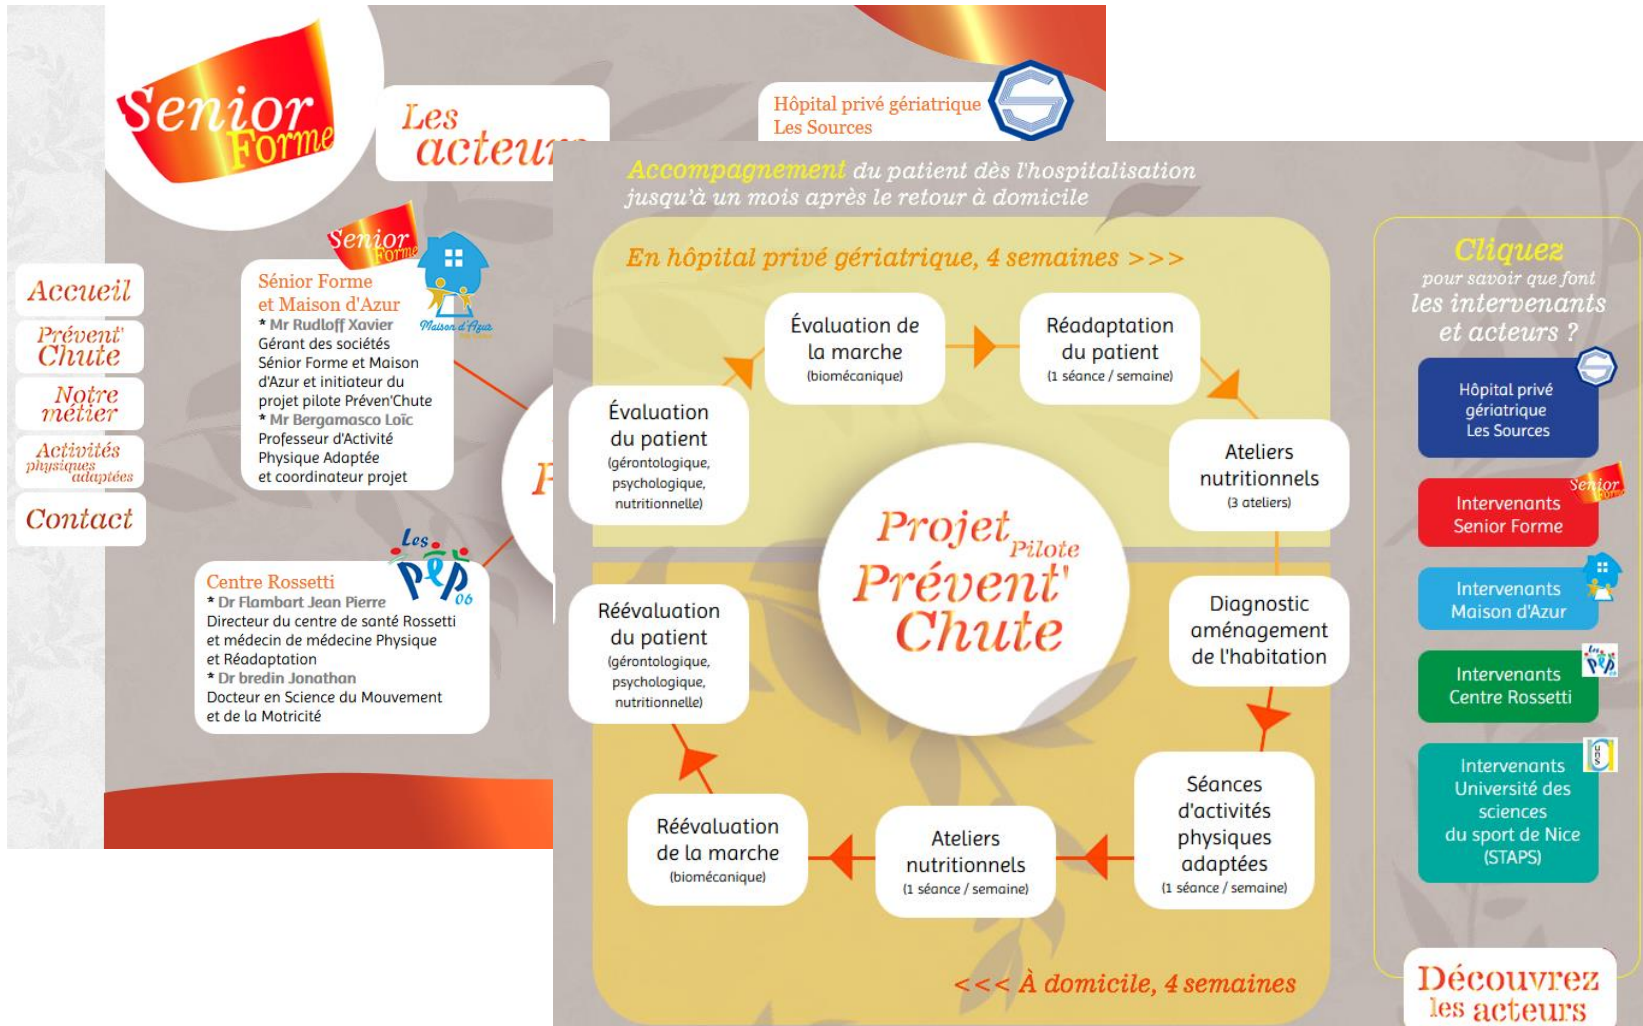 Senior
Forme
Les
acteurs
Hôpital privé gériatrique
Les Sources
Accueil
Prévent'
Chute
Notre
métier
Activités
physiques
adaptées
Contact
Senior
Forme
Maison d'Azur
Sénior Forme
et Maison d'Azur
* Mr Rudloff Xavier
Gérant des sociétés
Sénior Forme et Maison
d'Azur et initiateur du
projet pilote Préven'Chute
* Mr Bergamasco Loïc
Professeur d'Activité
Physique Adaptée
et coordinateur projet
P
Les
PEP
06
Centre Rossetti
* Dr Flambart Jean Pierre
Directeur du centre de santé Rossetti
et médecin de médecine Physique
et Réadaptation
* Dr bredin Jonathan
Docteur en Science du Mouvement
et de la Motricité
Accompagnement du patient dès l'hospitalisation
jusqu'à un mois après le retour à domicile
En hôpital privé gériatrique, 4 semaines >>>
Évaluation
du patient
(gérontologique,
psychologique,
nutritionnelle)
Évaluation de
la marche
(biomécanique)
Réadaptation
du patient
(1 séance / semaine)
Ateliers
nutritionnels
(3 ateliers)
Projet
Pilote
Prévent'
Chute
Diagnostic
aménagement
de l'habitation
Séances
d'activités
physiques
adaptées
(1 séance / semaine)
Ateliers
nutritionnels
(1 séance / semaine)
Réévaluation
de la marche
(biomécanique)
Réévaluation
du patient
(gérontologique,
psychologique,
nutritionnelle)
<<< À domicile, 4 semaines
Cliquez
pour savoir que font
les intervenants
et acteurs ?
Hôpital privé
gériatrique
Les Sources
Senior
Intervenants
Senior Forme
Intervenants
Maison d'Azur
Les
PEP
Intervenants
Centre Rossetti
uns
Intervenants
Université des
sciences
du sport de Nice
(STAPS)
Découvrez
les acteurs